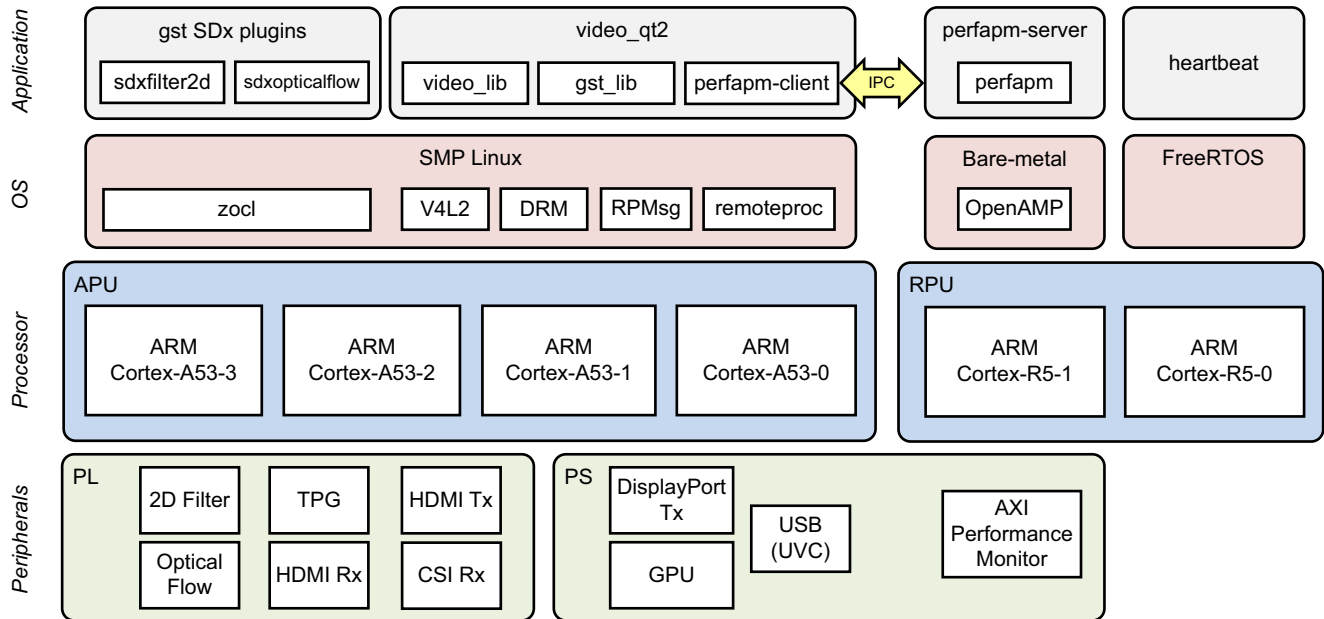 Application
gst SDx plugins
sdxfilter2d
sdxopticalflow
video_qt2
video_lib
gst_lib
perfapm-client
IPC
perfapm-server
perfapm
heartbeat
OS
SMP Linux
zocl
V4L2
DRM
RPMsg
remoteproc
Bare-metal
OpenAMP
FreeRTOS
Processor
APU
ARM
Cortex-A53-3
ARM
Cortex-A53-2
ARM
Cortex-A53-1
ARM
Cortex-A53-0
RPU
ARM
Cortex-R5-1
ARM
Cortex-R5-0
Peripherals
PL
2D Filter
TPG
HDMI Tx
Optical
Flow
HDMI Rx
CSI Rx
PS
DisplayPort
Tx
GPU
USB
(UVC)
AXI
Performance
Monitor